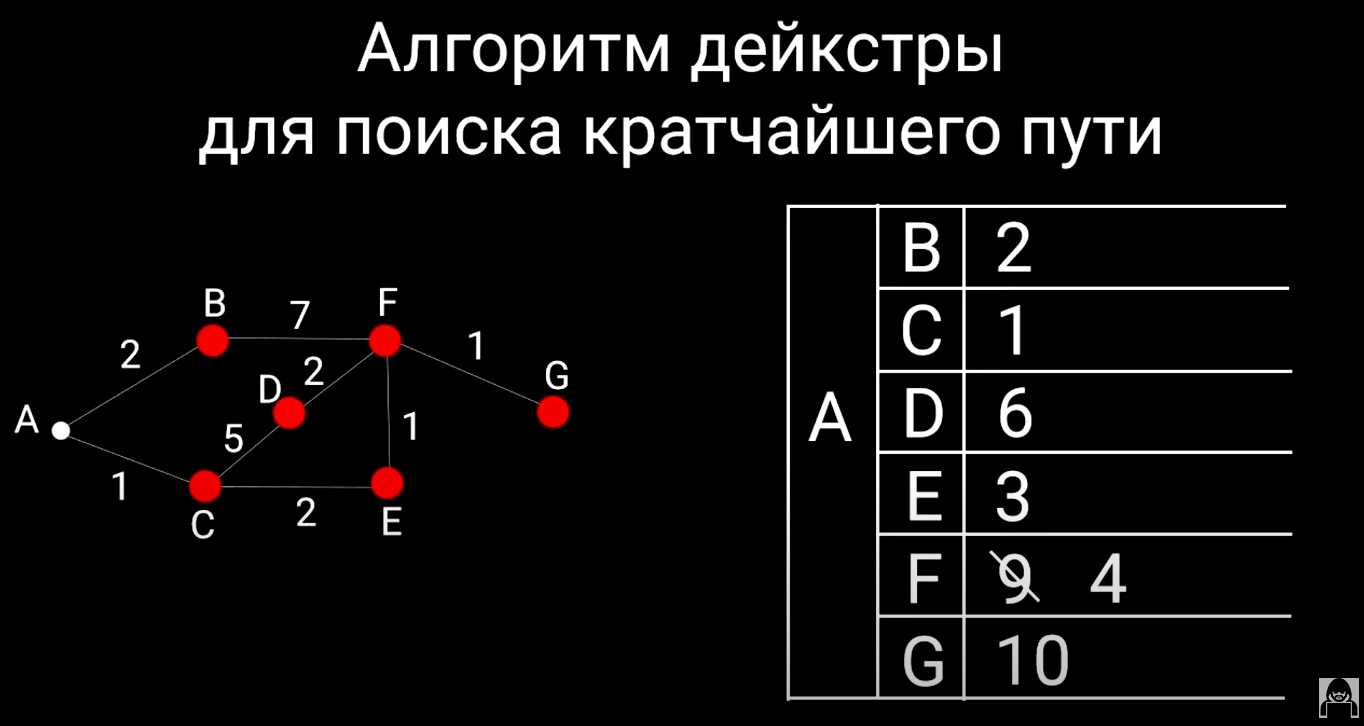 Алгоритм дейкстры
для поиска кратчайшего пути
B 2
C 1
A D 6
E 3
F 9 4
G 10
B 7 F
2 1
D 2 G
A 5 1
1 2
C E